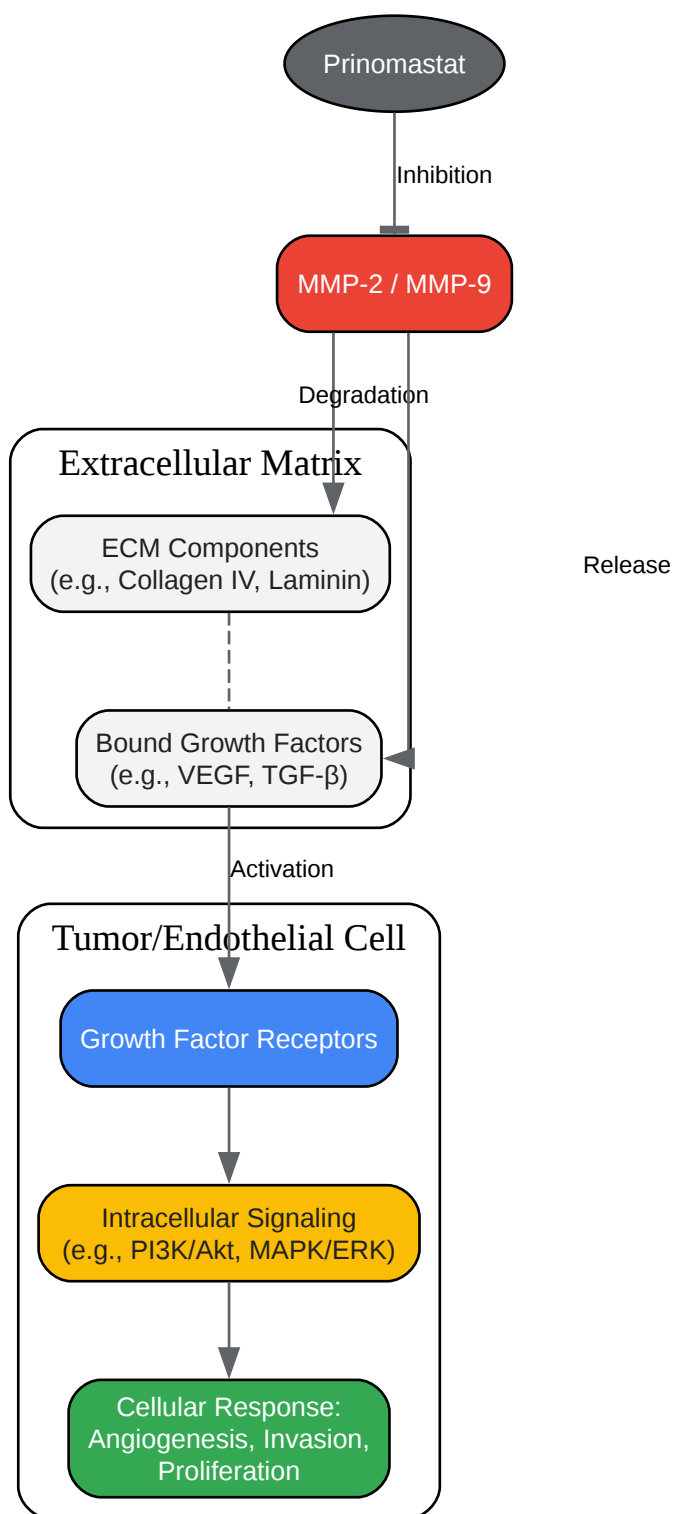 Prinomastat
Inhibition
MMP-2 / MMP-9
Degradation
Extracellular Matrix
ECM Components
(e.g., Collagen IV, Laminin)
Release
Bound Growth Factors
(e.g., VEGF, TGF-β)
Activation
Tumor/Endothelial Cell
Growth Factor Receptors
Intracellular Signaling
(e.g., PI3K/Akt, MAPK/ERK)
Cellular Response:
Angiogenesis, Invasion,
Proliferation